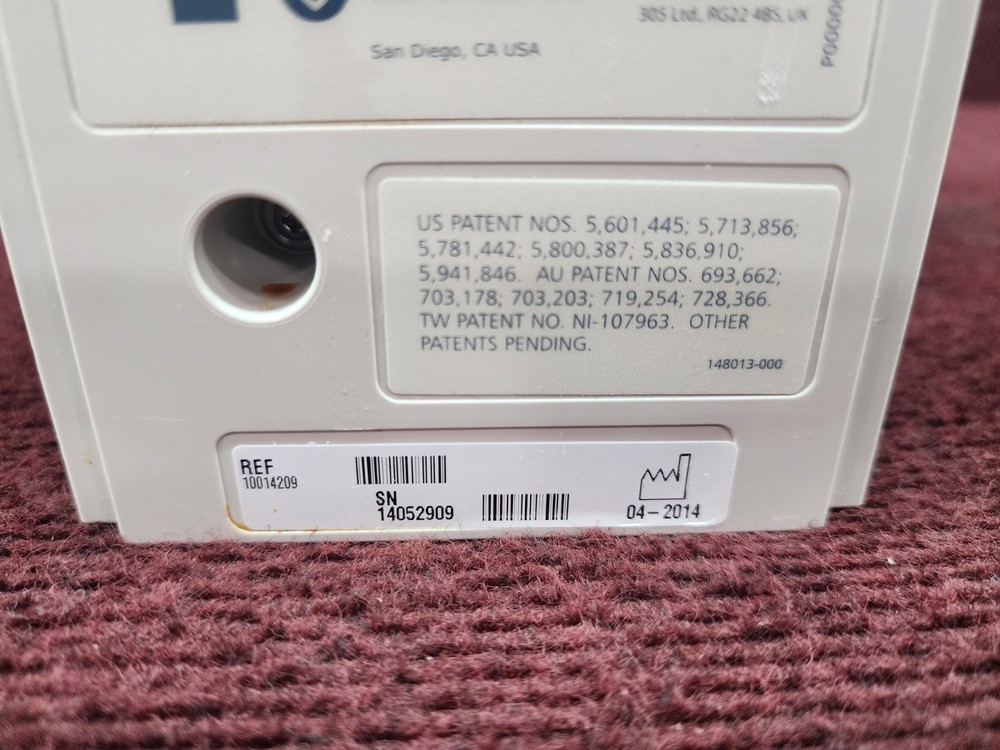 305 Ltd., RG22 4BS, UK
San Diego, CA USA
US PATENT NOS. 5,601,445; 5,713,856;
5,781,442; 5,800,387; 5,836,910;
5,941,846. AU PATENT NOS. 693,662;
703,178; 703,203; 719,254; 728,366.
TW PATENT NO. NI-107963. OTHER
PATENTS PENDING.
148013-000
REF
10014209
SN
14052909
04-2014